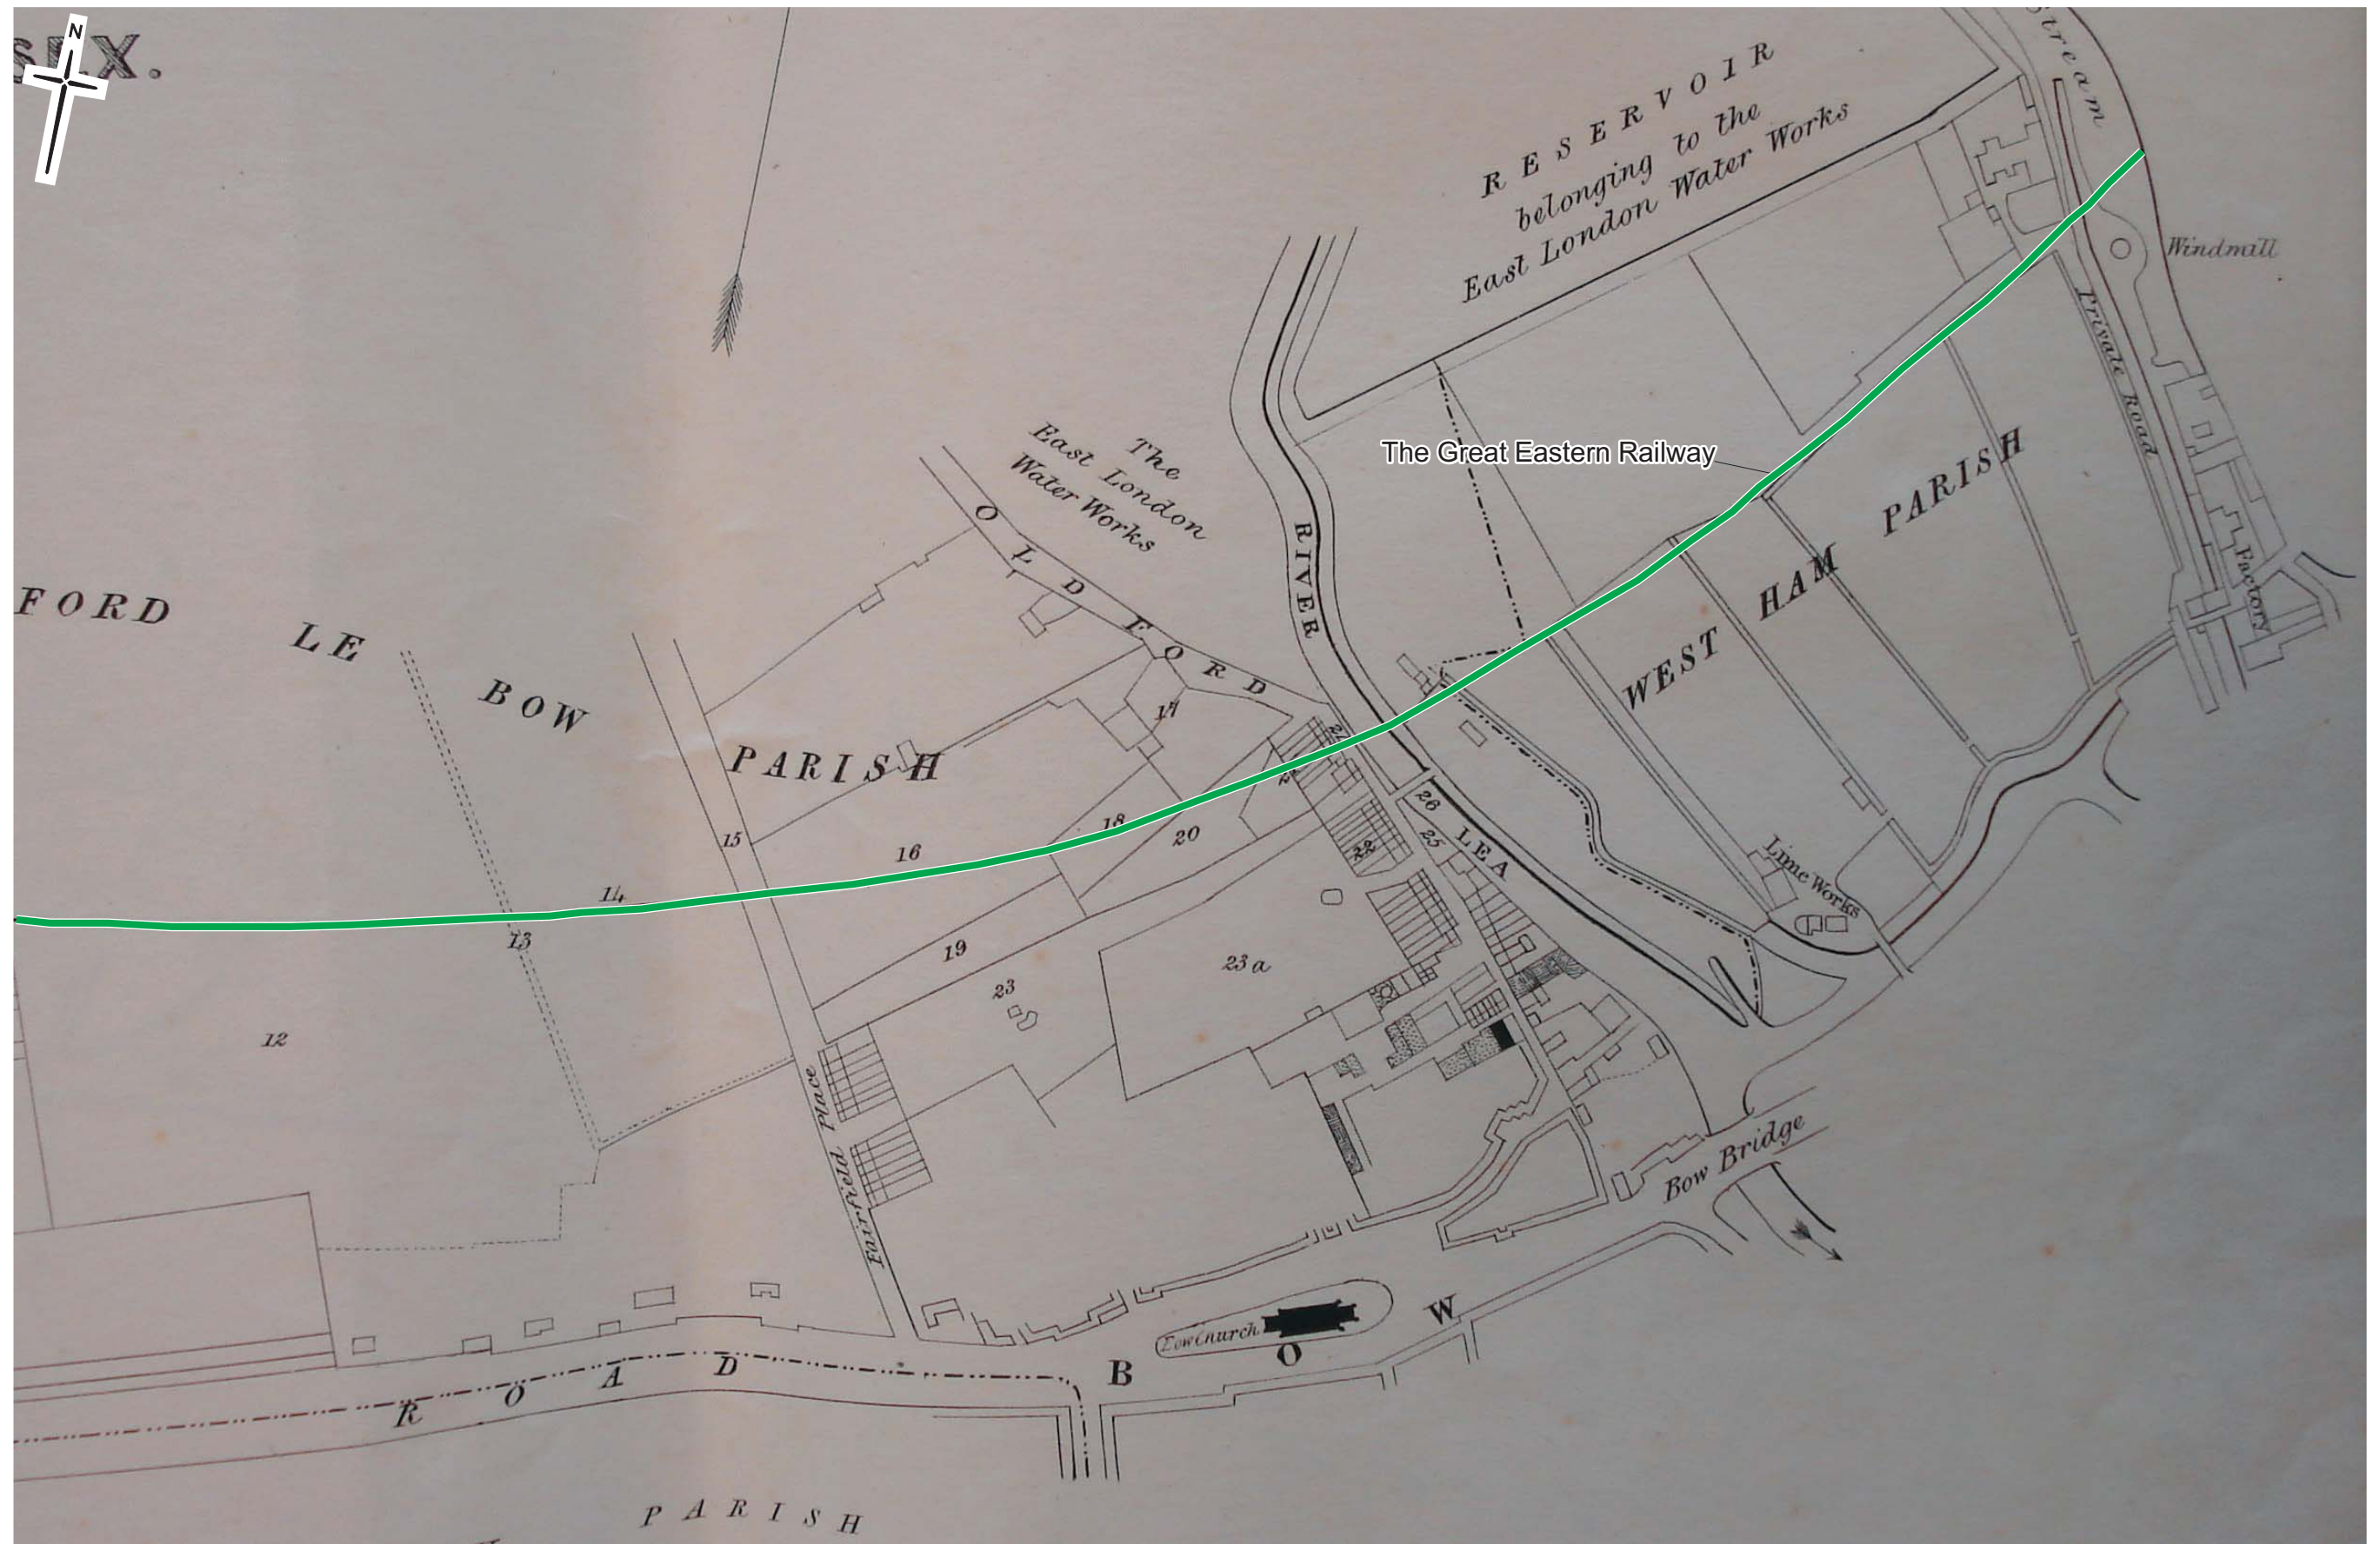 N
SEX.
Stream
RESERVOIR
belonging to the
East London Water Works
Windmill
Private Road
The Great Eastern Railway
The
East London
Water Works
OLD FORD
RIVER
LEA
FORD LE BOW PARISH
WEST HAM PARISH
Factory
Lime Works
17
15
16
18
20
14
13
19
22
26
25
23
23a
12
Fairfield Place
Bow Bridge
Bow Church
ROAD
BOW
PARISH